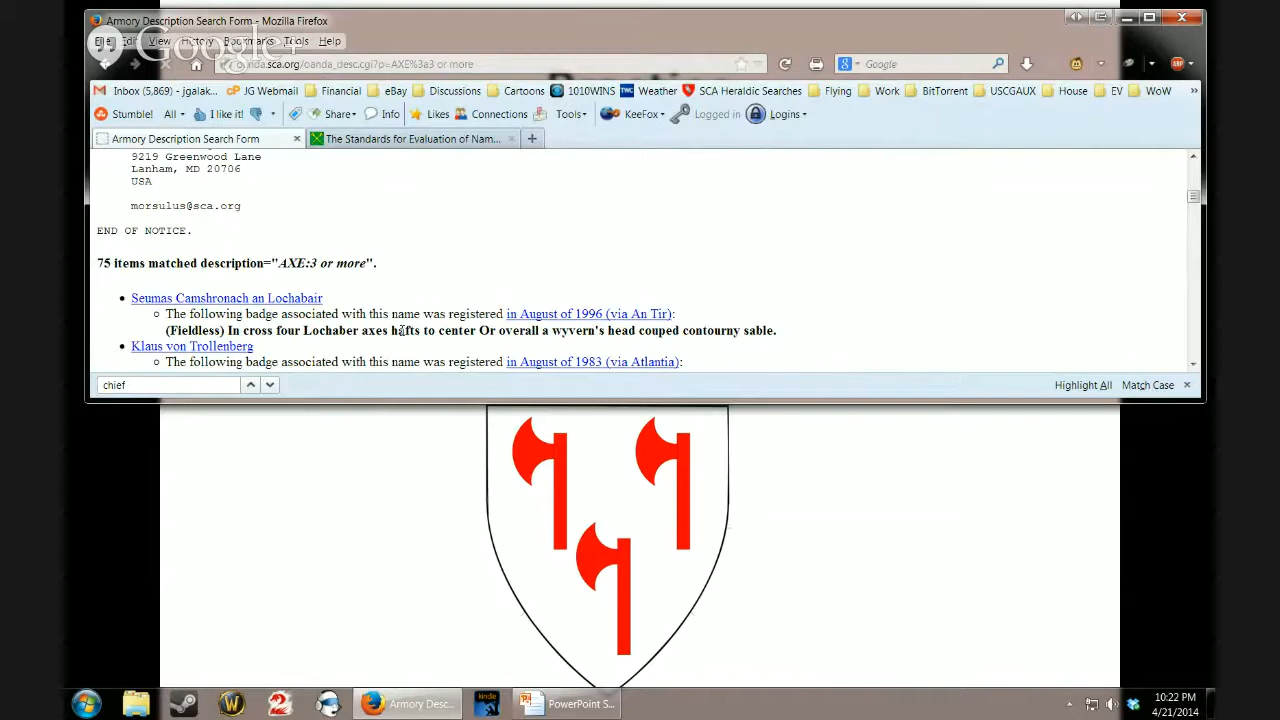 Armory Description Search Form - Mozilla Firefox
Google+
File Edit View History Bookmarks Tools Help
oanda.sca.org/oanda_desc.cgi?p=AXE%3a3 or more
Google
ABP
Inbox (5,869) - jgalak... JG Webmail Financial eBay Discussions Cartoons 1010WINS TWC Weather SCA Heraldic Searches Flying Work BitTorrent USCGAUX House EV WoW »
Stumble! All I like it! Share Info Likes Connections Tools KeeFox Logged in Logins
Armory Description Search Form × The Standards for Evaluation of Nam... × +
9219 Greenwood Lane
Lanham, MD 20706
USA
morsulus@sca.org
END OF NOTICE.
75 items matched description="AXE:3 or more".
• Seumas Camshronach an Lochabair
○ The following badge associated with this name was registered in August of 1996 (via An Tir):
(Fieldless) In cross four Lochaber axes hafts to center Or overall a wyvern's head couped contourny sable.
• Klaus von Trollenberg
○ The following badge associated with this name was registered in August of 1983 (via Atlantia):
chief Highlight All Match Case ×
Armory Desc... kindle PowerPoint S...
10:22 PM
4/21/2014